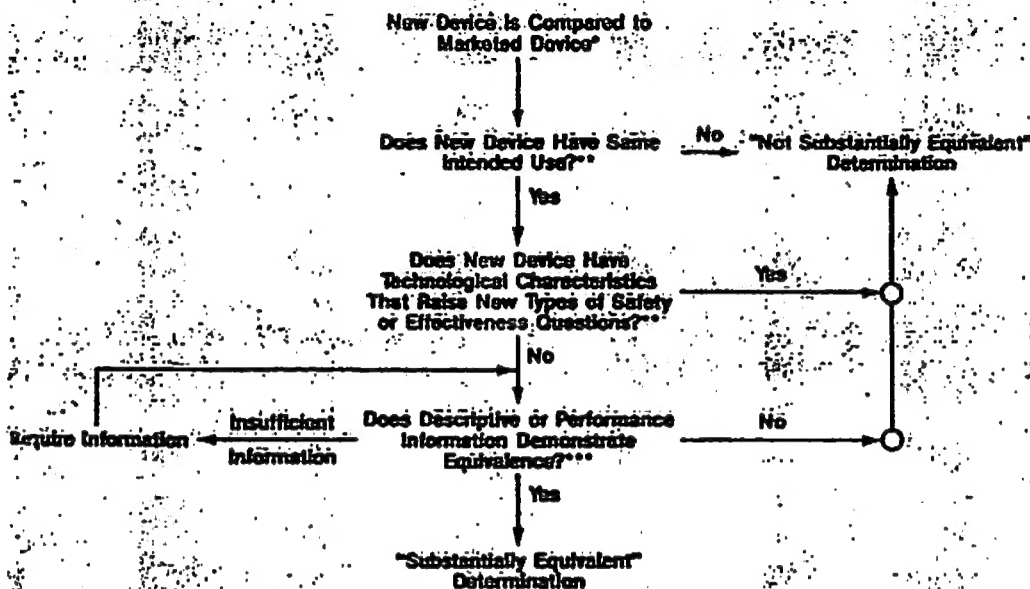 New Device Is Compared to
Marketed Device*
Does New Device Have Same
Intended Use?**
No
"Not Substantially Equivalent"
Determination
Yes
Does New Device Have
Technological Characteristics
That Raise New Types of Safety
or Effectiveness Questions?**
Yes
No
Does Descriptive or Performance
Information Demonstrate
Equivalence?***
No
Insufficient
Information
Require Information
Yes
"Substantially Equivalent"
Determination